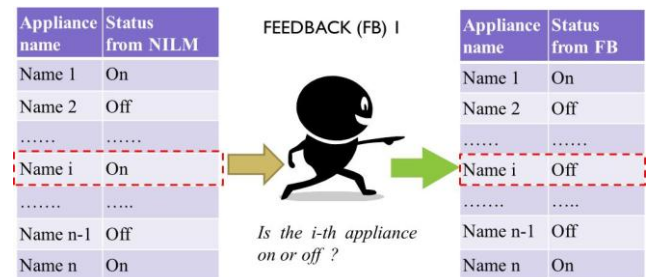 Appliance name Status from NILM
Name 1 On
Name 2 Off
...... ......
Name i On
....... .....
Name n-1 Off
Name n On
FEEDBACK (FB) 1
Is the i-th appliance
on or off ?
Appliance name Status from FB
Name 1 On
Name 2 Off
...... ......
Name i Off
....... .....
Name n-1 Off
Name n On